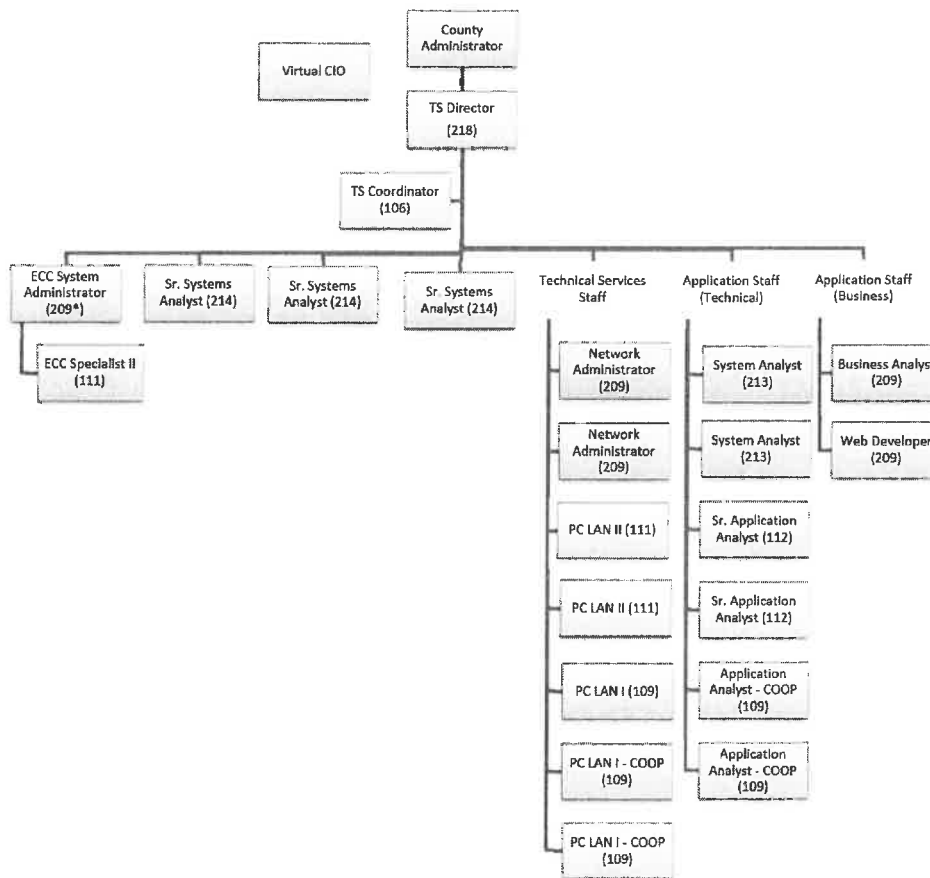 County
Administrator
Virtual CIO
TS Director
(218)
TS Coordinator
(106)
ECC System
Administrator
(209*)
Sr. Systems
Analyst (214)
Sr. Systems
Analyst (214)
Sr. Systems
Analyst (214)
Technical Services
Staff
Application Staff
(Technical)
Application Staff
(Business)
ECC Specialist II
(111)
Network
Administrator
(209)
Network
Administrator
(209)
PC LAN II (111)
PC LAN II (111)
PC LAN I (109)
PC LAN I - COOP
(109)
PC LAN I - COOP
(109)
System Analyst
(213)
System Analyst
(213)
Sr. Application
Analyst (112)
Sr. Application
Analyst (112)
Application
Analyst - COOP
(109)
Application
Analyst - COOP
(109)
Business Analyst
(209)
Web Developer
(209)